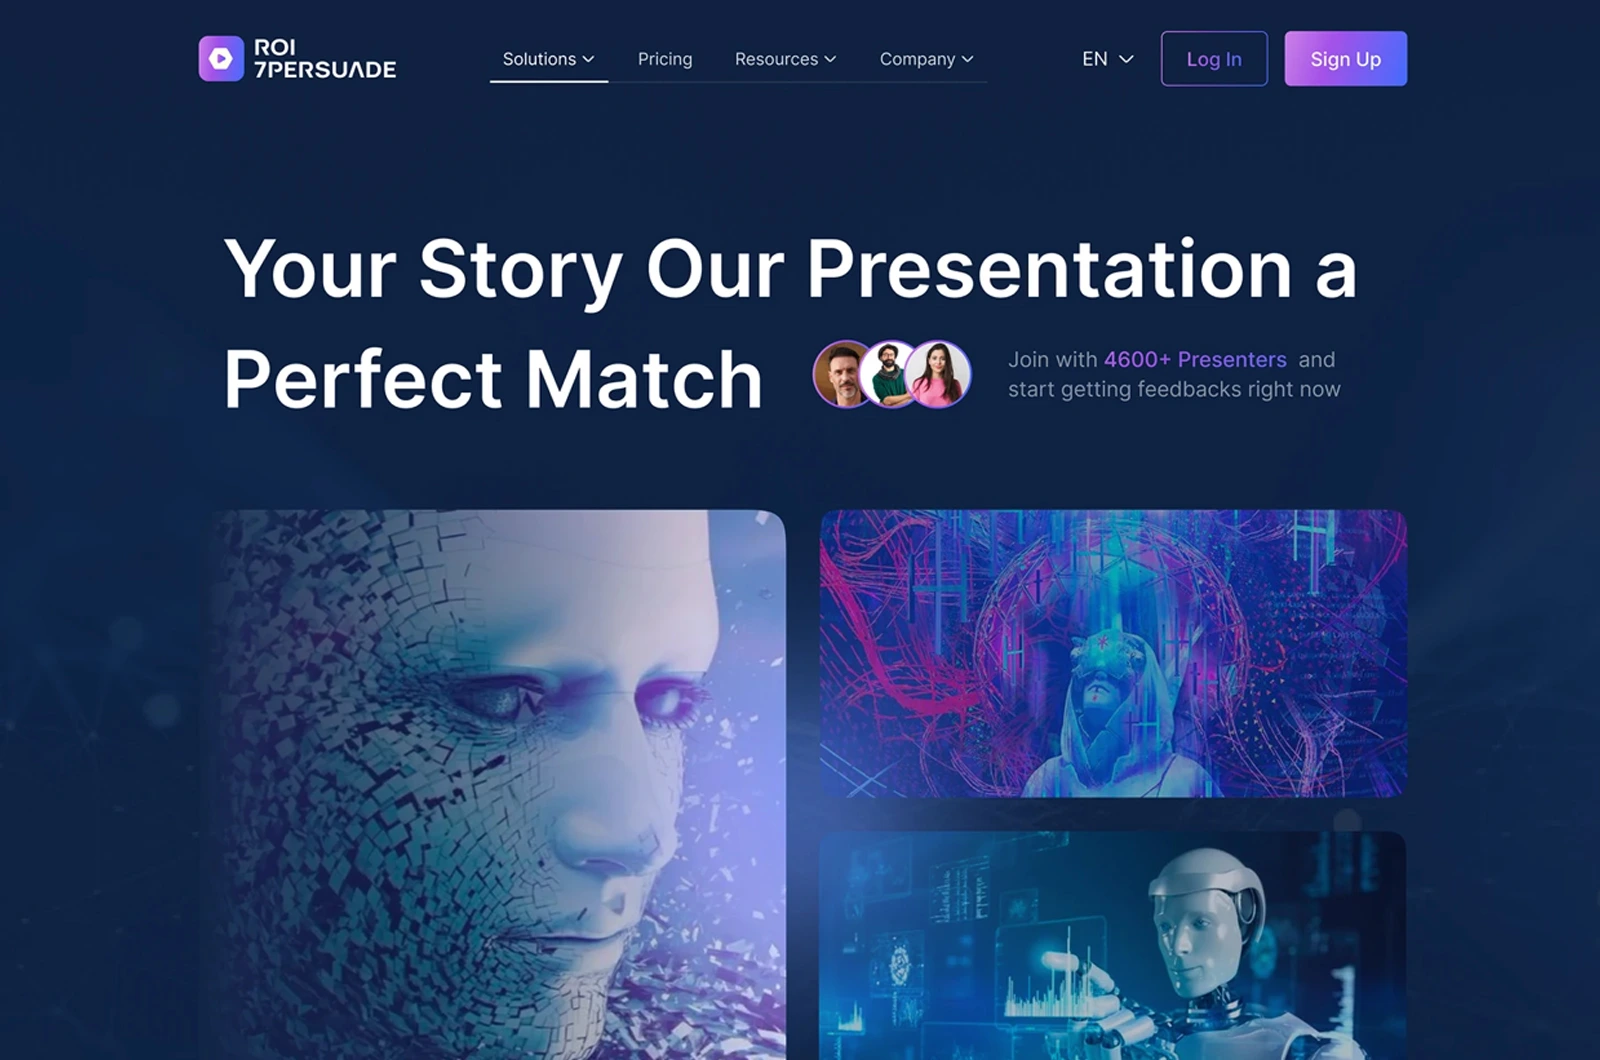 ROI
7PERSUADE
Solutions
Pricing
Resources
Company
EN
Log In
Sign Up
Your Story Our Presentation a
Perfect Match
Join with 4600+ Presenters and
start getting feedbacks right now